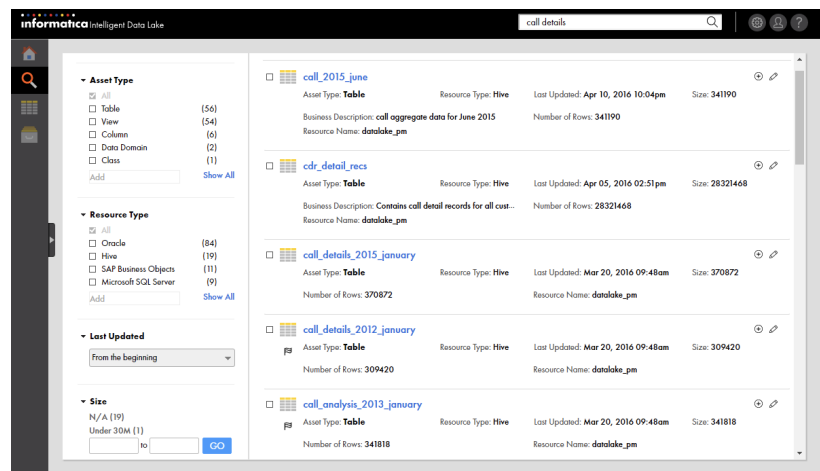 informatica Intelligent Data Lake
call details
?
Asset Type
All
Table (56)
View (54)
Column (6)
Data Domain (2)
Class (1)
Add Show All
Resource Type
All
Oracle (84)
Hive (19)
SAP Business Objects (11)
Microsoft SQL Server (9)
Add Show All
Last Updated
From the beginning
Size
N/A (19)
Under 30M (1)
to GO
call_2015_june
Asset Type: Table Resource Type: Hive Last Updated: Apr 10, 2016 10:04pm Size: 341190
Business Description: call aggregate data for June 2015 Number of Rows: 341190
Resource Name: datalake_pm
cdr_detail_recs
Asset Type: Table Resource Type: Hive Last Updated: Apr 05, 2016 02:51pm Size: 28321468
Business Description: Contains call detail records for all cust... Number of Rows: 28321468
Resource Name: datalake_pm
call_details_2015_january
Asset Type: Table Resource Type: Hive Last Updated: Mar 20, 2016 09:48am Size: 370872
Number of Rows: 370872 Resource Name: datalake_pm
call_details_2012_january
Asset Type: Table Resource Type: Hive Last Updated: Mar 20, 2016 09:48am Size: 309420
Number of Rows: 309420 Resource Name: datalake_pm
call_analysis_2013_january
Asset Type: Table Resource Type: Hive Last Updated: Mar 20, 2016 09:48am Size: 341818
Number of Rows: 341818 Resource Name: datalake_pm